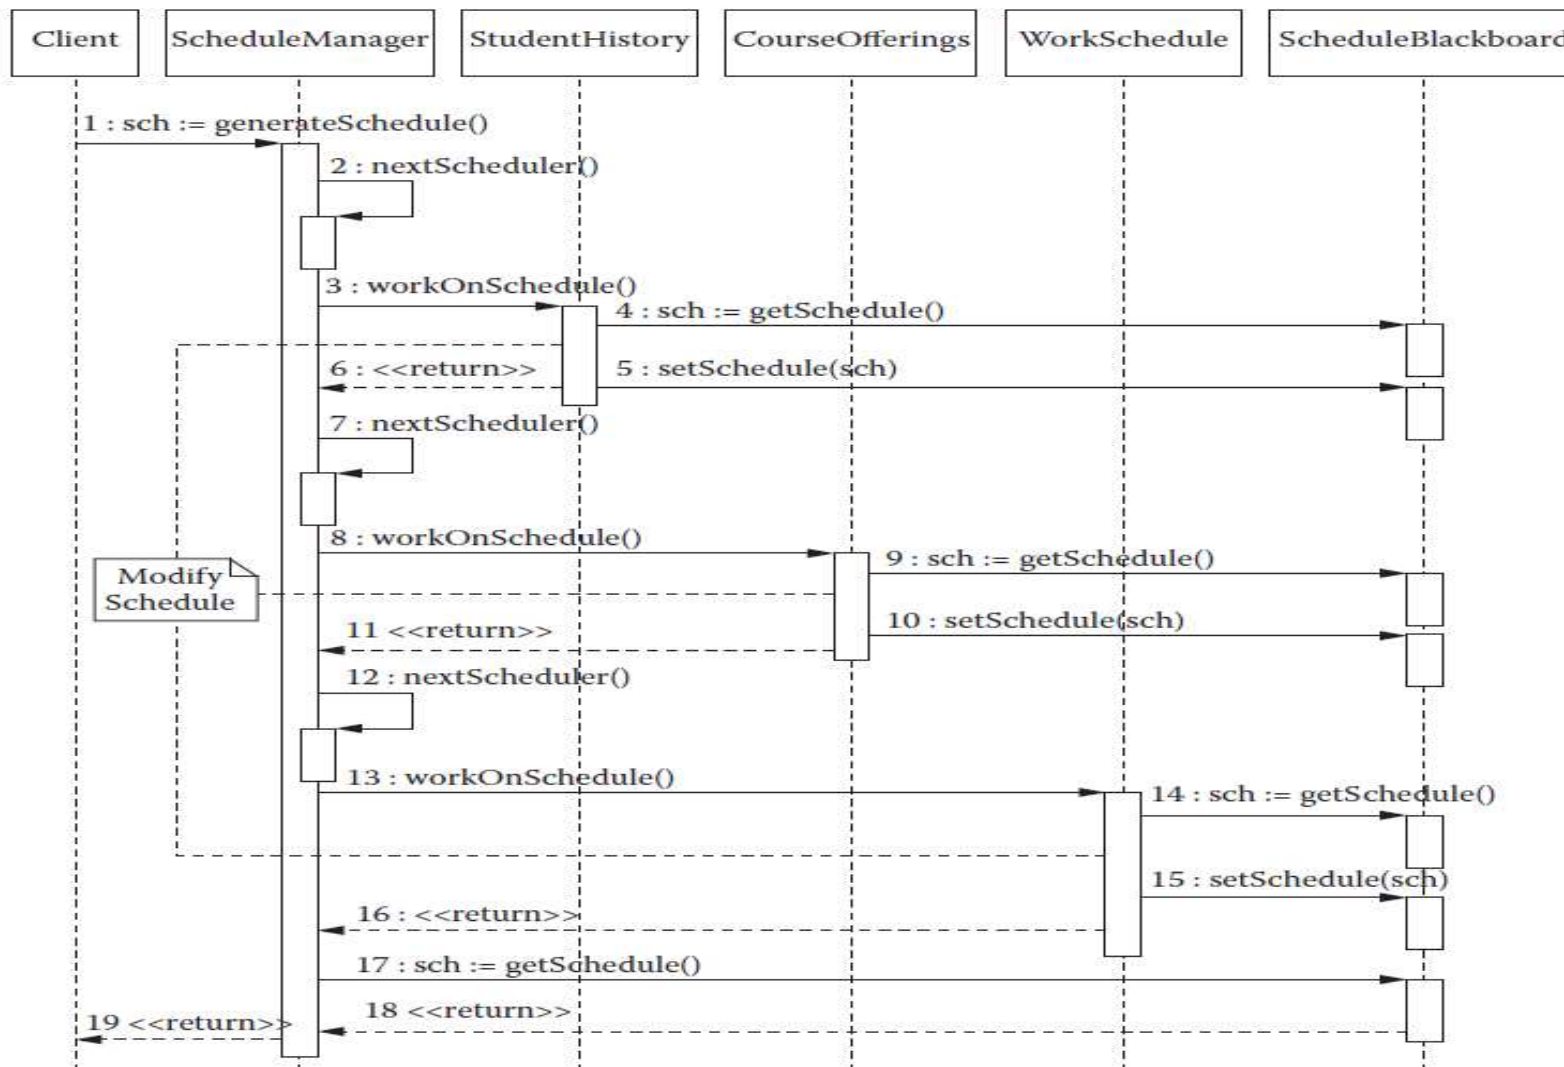 Client
ScheduleManager
StudentHistory
CourseOfferings
WorkSchedule
ScheduleBlackboard
1 : sch := generateSchedule()
2 : nextScheduler()
3 : workOnSchedule()
4 : sch := getSchedule()
6 : <<return>>
5 : setSchedule(sch)
7 : nextScheduler()
8 : workOnSchedule()
9 : sch := getSchedule()
Modify
Schedule
10 : setSchedule(sch)
11 <<return>>
12 : nextScheduler()
13 : workOnSchedule()
14 : sch := getSchedule()
15 : setSchedule(sch)
16 : <<return>>
17 : sch := getSchedule()
18 <<return>>
19 <<return>>